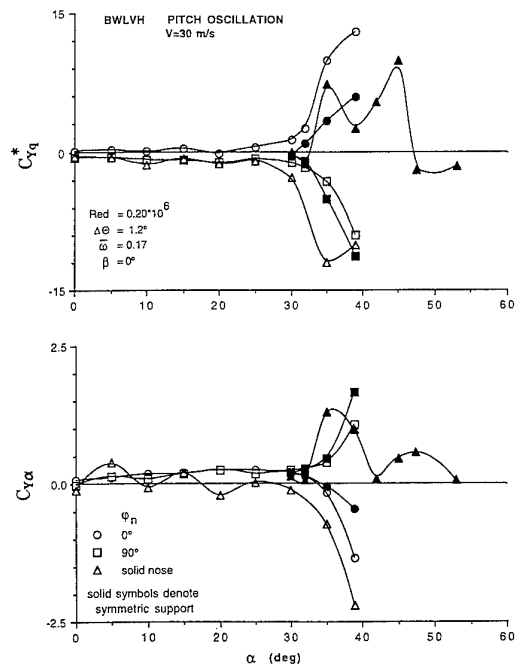 BWLVH PITCH OSCILLATION
V=30 m/s
15
C*Yq
0
Red = 0.20*10^6
ΔΘ = 1.2°
ω̅ = 0.17
β = 0°
-15
0 10 20 30 40 50 60
2.5
CYα
0.0
φn
0°
90°
solid nose
solid symbols denote
symmetric support
-2.5
0 10 20 30 40 50 60
α (deg)